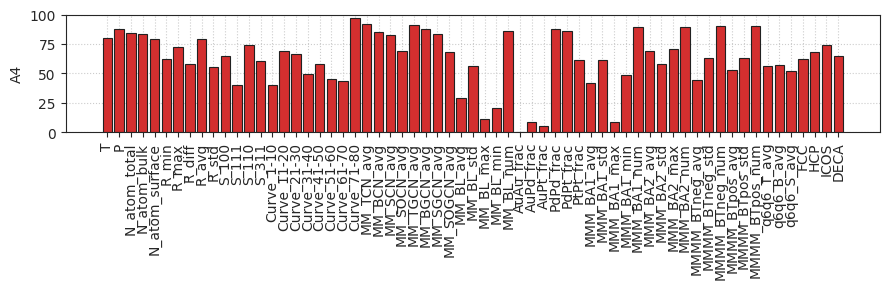 A4
100
75
50
25
0
T
P
N_atom_total
N_atom_bulk
N_atom_surface
R_min
R_max
R_diff
R_avg
R_std
S_100
S_111
S_110
S_311
Curve_1-10
Curve_11-20
Curve_21-30
Curve_31-40
Curve_41-50
Curve_51-60
Curve_61-70
Curve_71-80
MM_TCN_avg
MM_BCN_avg
MM_SCN_avg
MM_SOCN_avg
MM_TGCN_avg
MM_BGCN_avg
MM_SGCN_avg
MM_SOGCN_avg
MM_BL_avg
MM_BL_std
MM_BL_max
MM_BL_min
MM_BL_num
AuAu_frac
AuPd_frac
AuPt_frac
PdPd_frac
PdPt_frac
PtPt_frac
MMM_BA1_avg
MMM_BA1_std
MMM_BA1_max
MMM_BA1_min
MMM_BA1_num
MMM_BA2_avg
MMM_BA2_std
MMM_BA2_max
MMM_BA2_num
MMMM_BTneg_avg
MMMM_BTneg_std
MMMM_BTneg_num
MMMM_BTpos_avg
MMMM_BTpos_std
MMMM_BTpos_num
q6q6_T_avg
q6q6_B_avg
q6q6_S_avg
FCC
HCP
ICOS
DECA